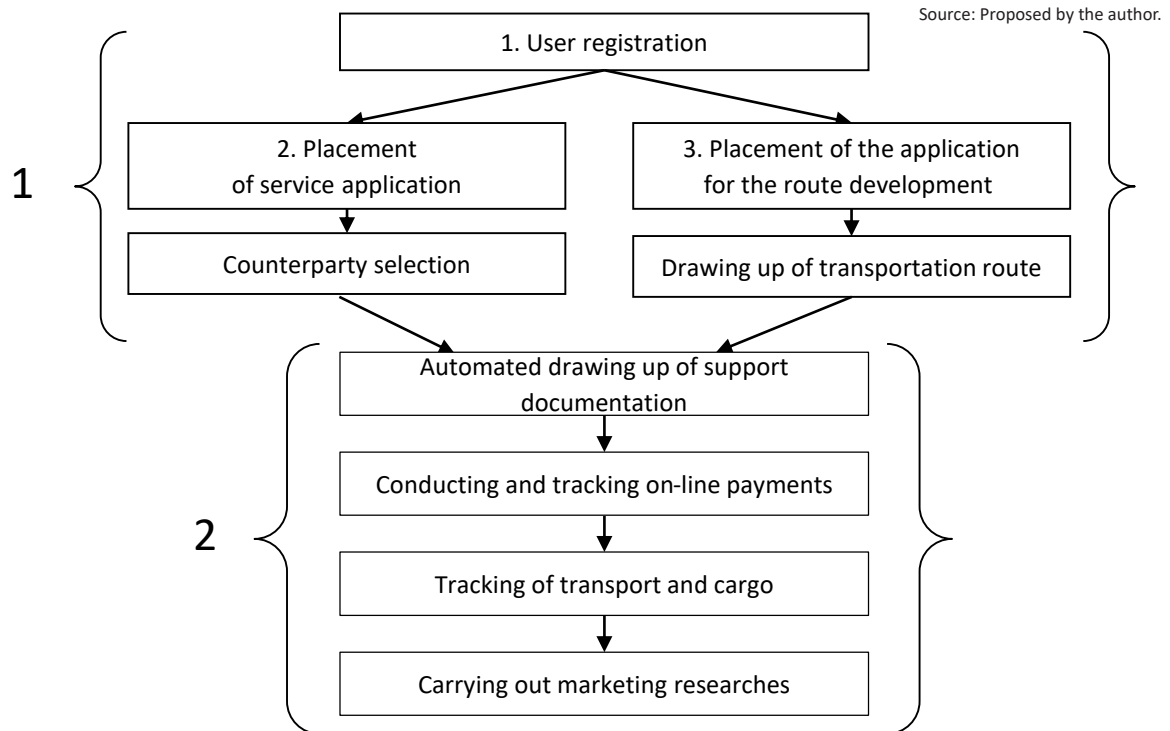 Source: Proposed by the author.
1. User registration
2. Placement
of service application
3. Placement of the application
for the route development
1
Counterparty selection
Drawing up of transportation route
Automated drawing up of support
documentation
Conducting and tracking on-line payments
2
Tracking of transport and cargo
Carrying out marketing researches